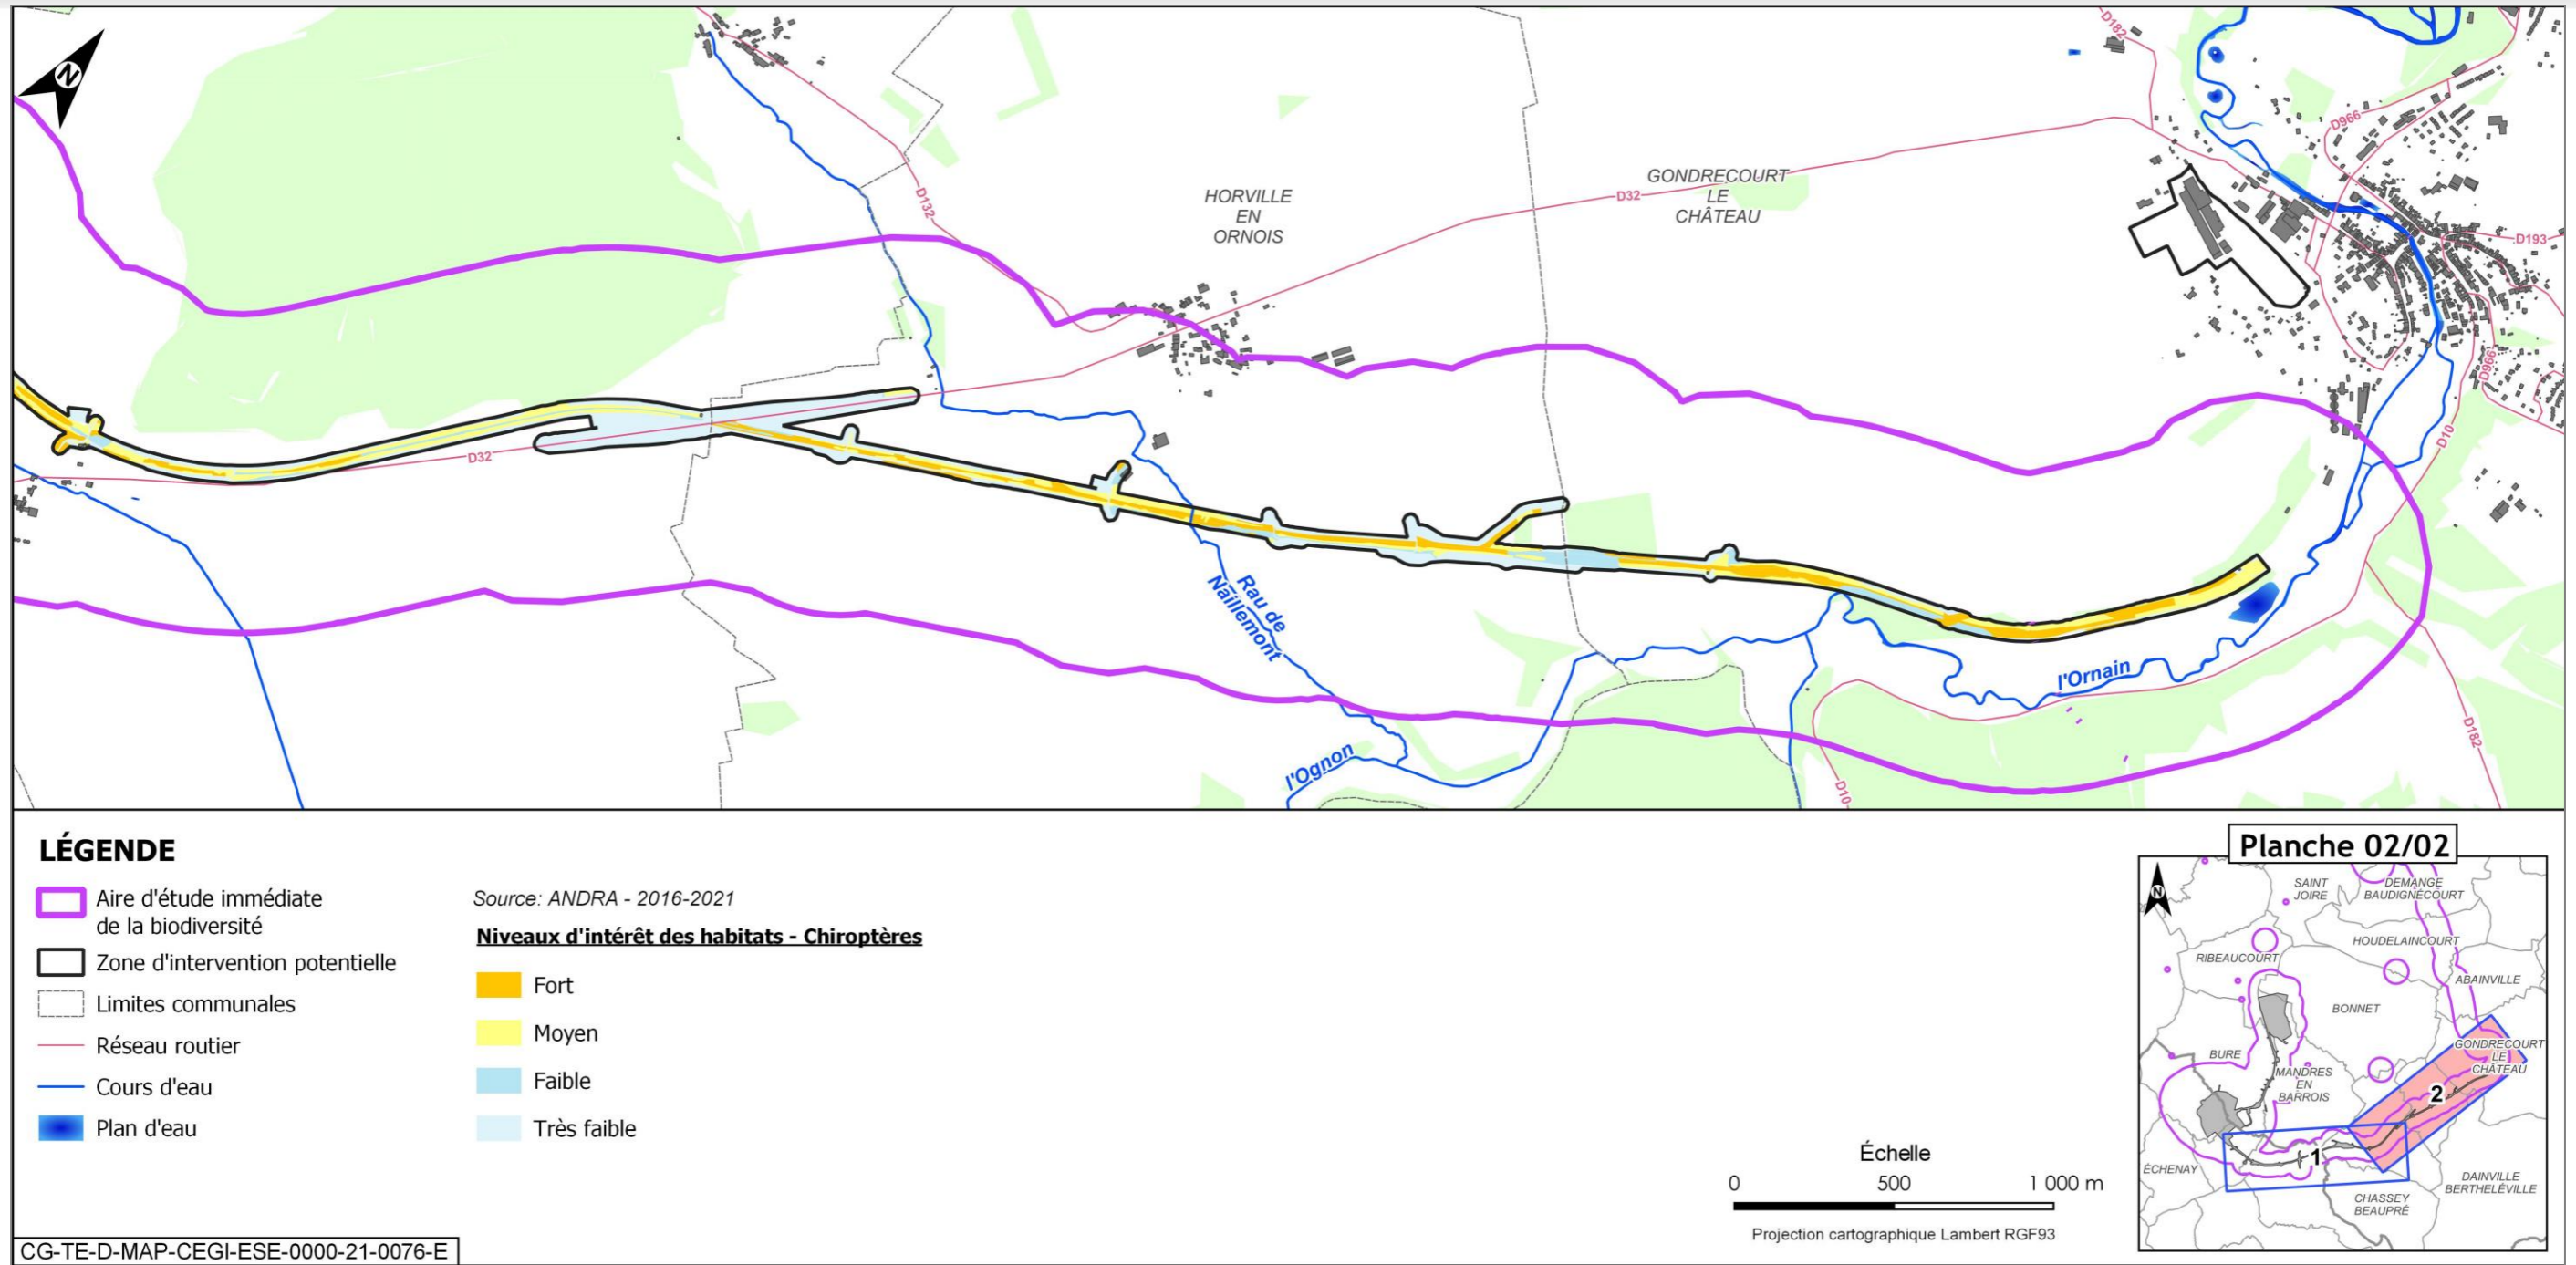 N
D182
D966
D132
HORVILLE
EN
ORNOIS
GONDRECOURT
LE
CHÂTEAU
D32
D193
D966
D32
D10
Rau de
Naillemont
l'Ornain
l'Ognon
D10
D182
LÉGENDE
Aire d'étude immédiate
de la biodiversité
Zone d'intervention potentielle
Limites communales
Réseau routier
Cours d'eau
Plan d'eau
Source: ANDRA - 2016-2021
Niveaux d'intérêt des habitats - Chiroptères
Fort
Moyen
Faible
Très faible
Échelle
0 500 1 000 m
Projection cartographique Lambert RGF93
Planche 02/02
N
SAINT
JOIRE
DEMANGE
BAUDIGNÉCOURT
HOUDELAINCOURT
RIBEAUCOURT
ABAINVILLE
BONNET
GONDRECOURT
LE
CHÂTEAU
BURE
MANDRES
EN
BARROIS
2
1
ÉCHENAY
DAINVILLE
BERTHELÉVILLE
CHASSEY
BEAUPRÉ
CG-TE-D-MAP-CEGI-ESE-0000-21-0076-E